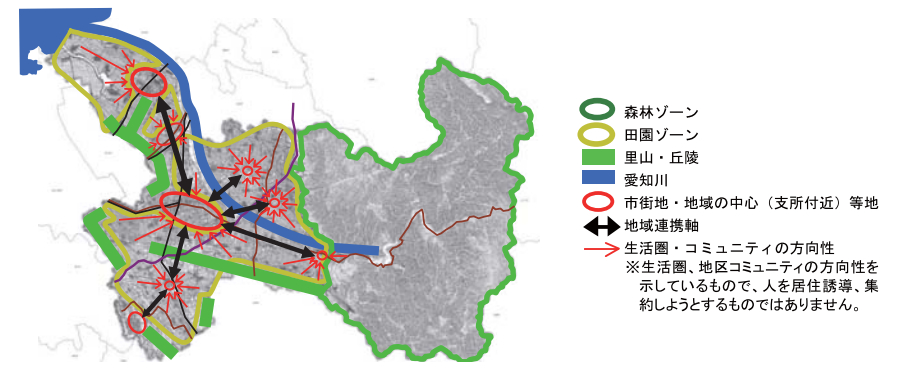 森林ゾーン
田園ゾーン
里山・丘陵
愛知川
市街地・地域の中心（支所付近）等地
地域連携軸
生活圏・コミュニティの方向性
※生活圏、地区コミュニティの方向性を
示しているもので、人を居住誘導、集
約しようとするものではありません。